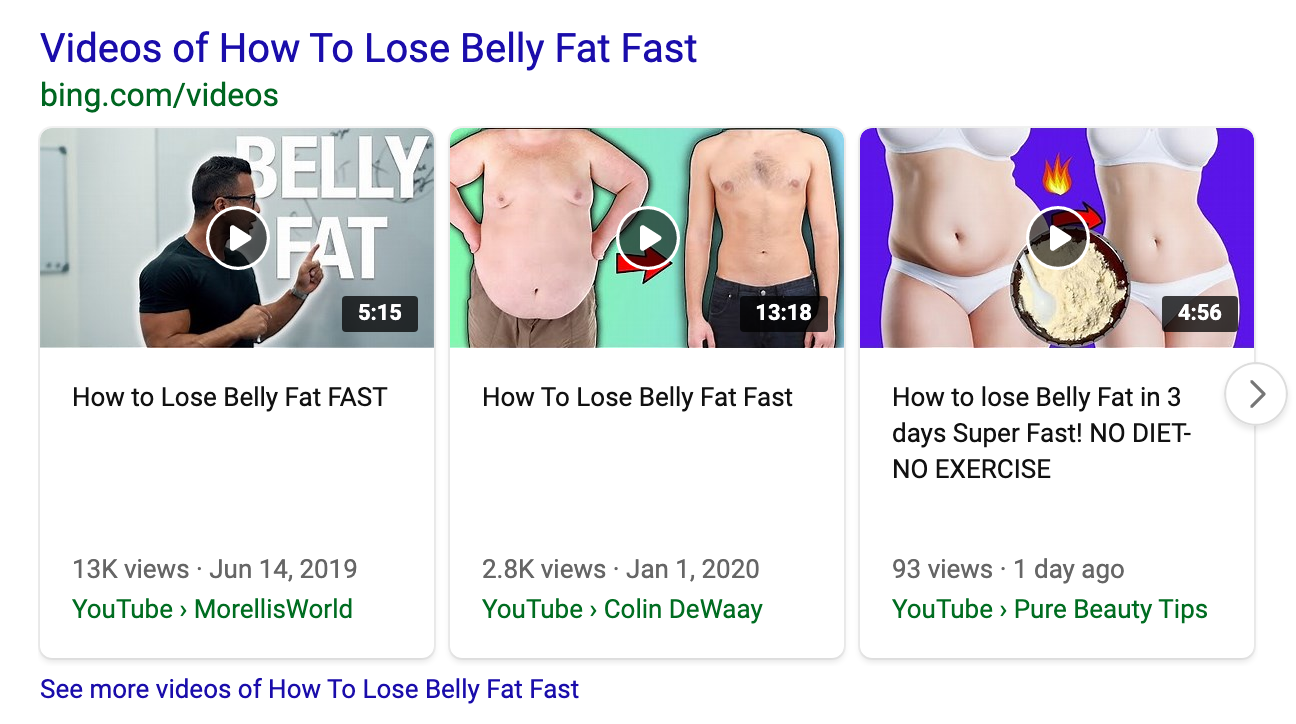 Videos of How To Lose Belly Fat Fast
bing.com/videos
BELLY
FAT
5:15
13:18
4:56
How to Lose Belly Fat FAST
13K views · Jun 14, 2019
YouTube › MorellisWorld
How To Lose Belly Fat Fast
2.8K views · Jan 1, 2020
YouTube › Colin DeWaay
How to lose Belly Fat in 3
days Super Fast! NO DIET-
NO EXERCISE
93 views · 1 day ago
YouTube › Pure Beauty Tips
See more videos of How To Lose Belly Fat Fast